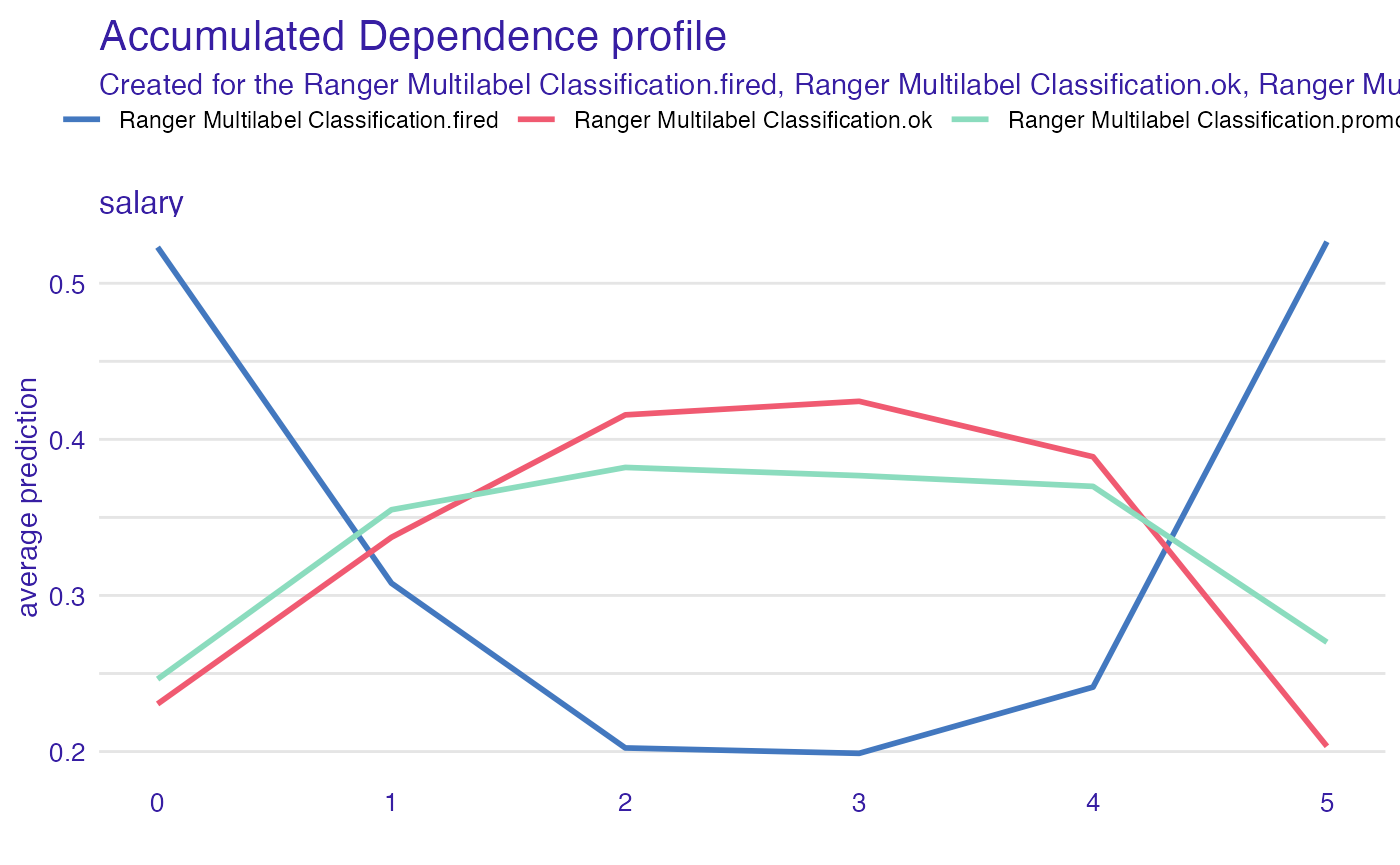 Accumulated Dependence profile
Created for the Ranger Multilabel Classification.fired, Ranger Multilabel Classification.ok, Ranger Mu
Ranger Multilabel Classification.fired Ranger Multilabel Classification.ok Ranger Multilabel Classification.promo
salary
average prediction
0.5
0.4
0.3
0.2
0 1 2 3 4 5